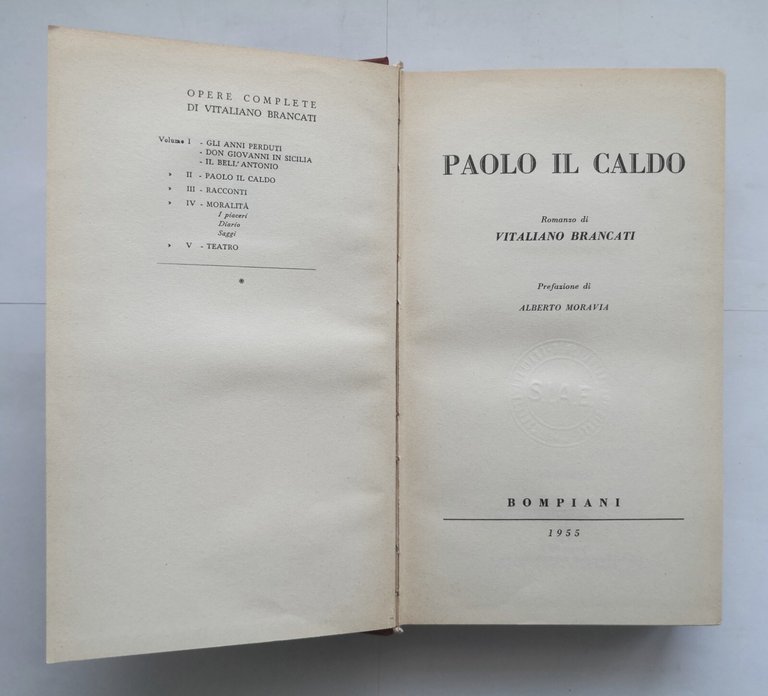 OPERE COMPLETE
DI VITALIANO BRANCATI
Volume I - GLI ANNI PERDUTI
- DON GIOVANNI IN SICILIA
- IL BELL'ANTONIO
» II - PAOLO IL CALDO
» III - RACCONTI
» IV - MORALITÀ
I piaceri
Diario
Saggi
» V - TEATRO
PAOLO IL CALDO
Romanzo di
VITALIANO BRANCATI
Prefazione di
ALBERTO MORAVIA
S.I.A.E.
BOMPIANI
1955